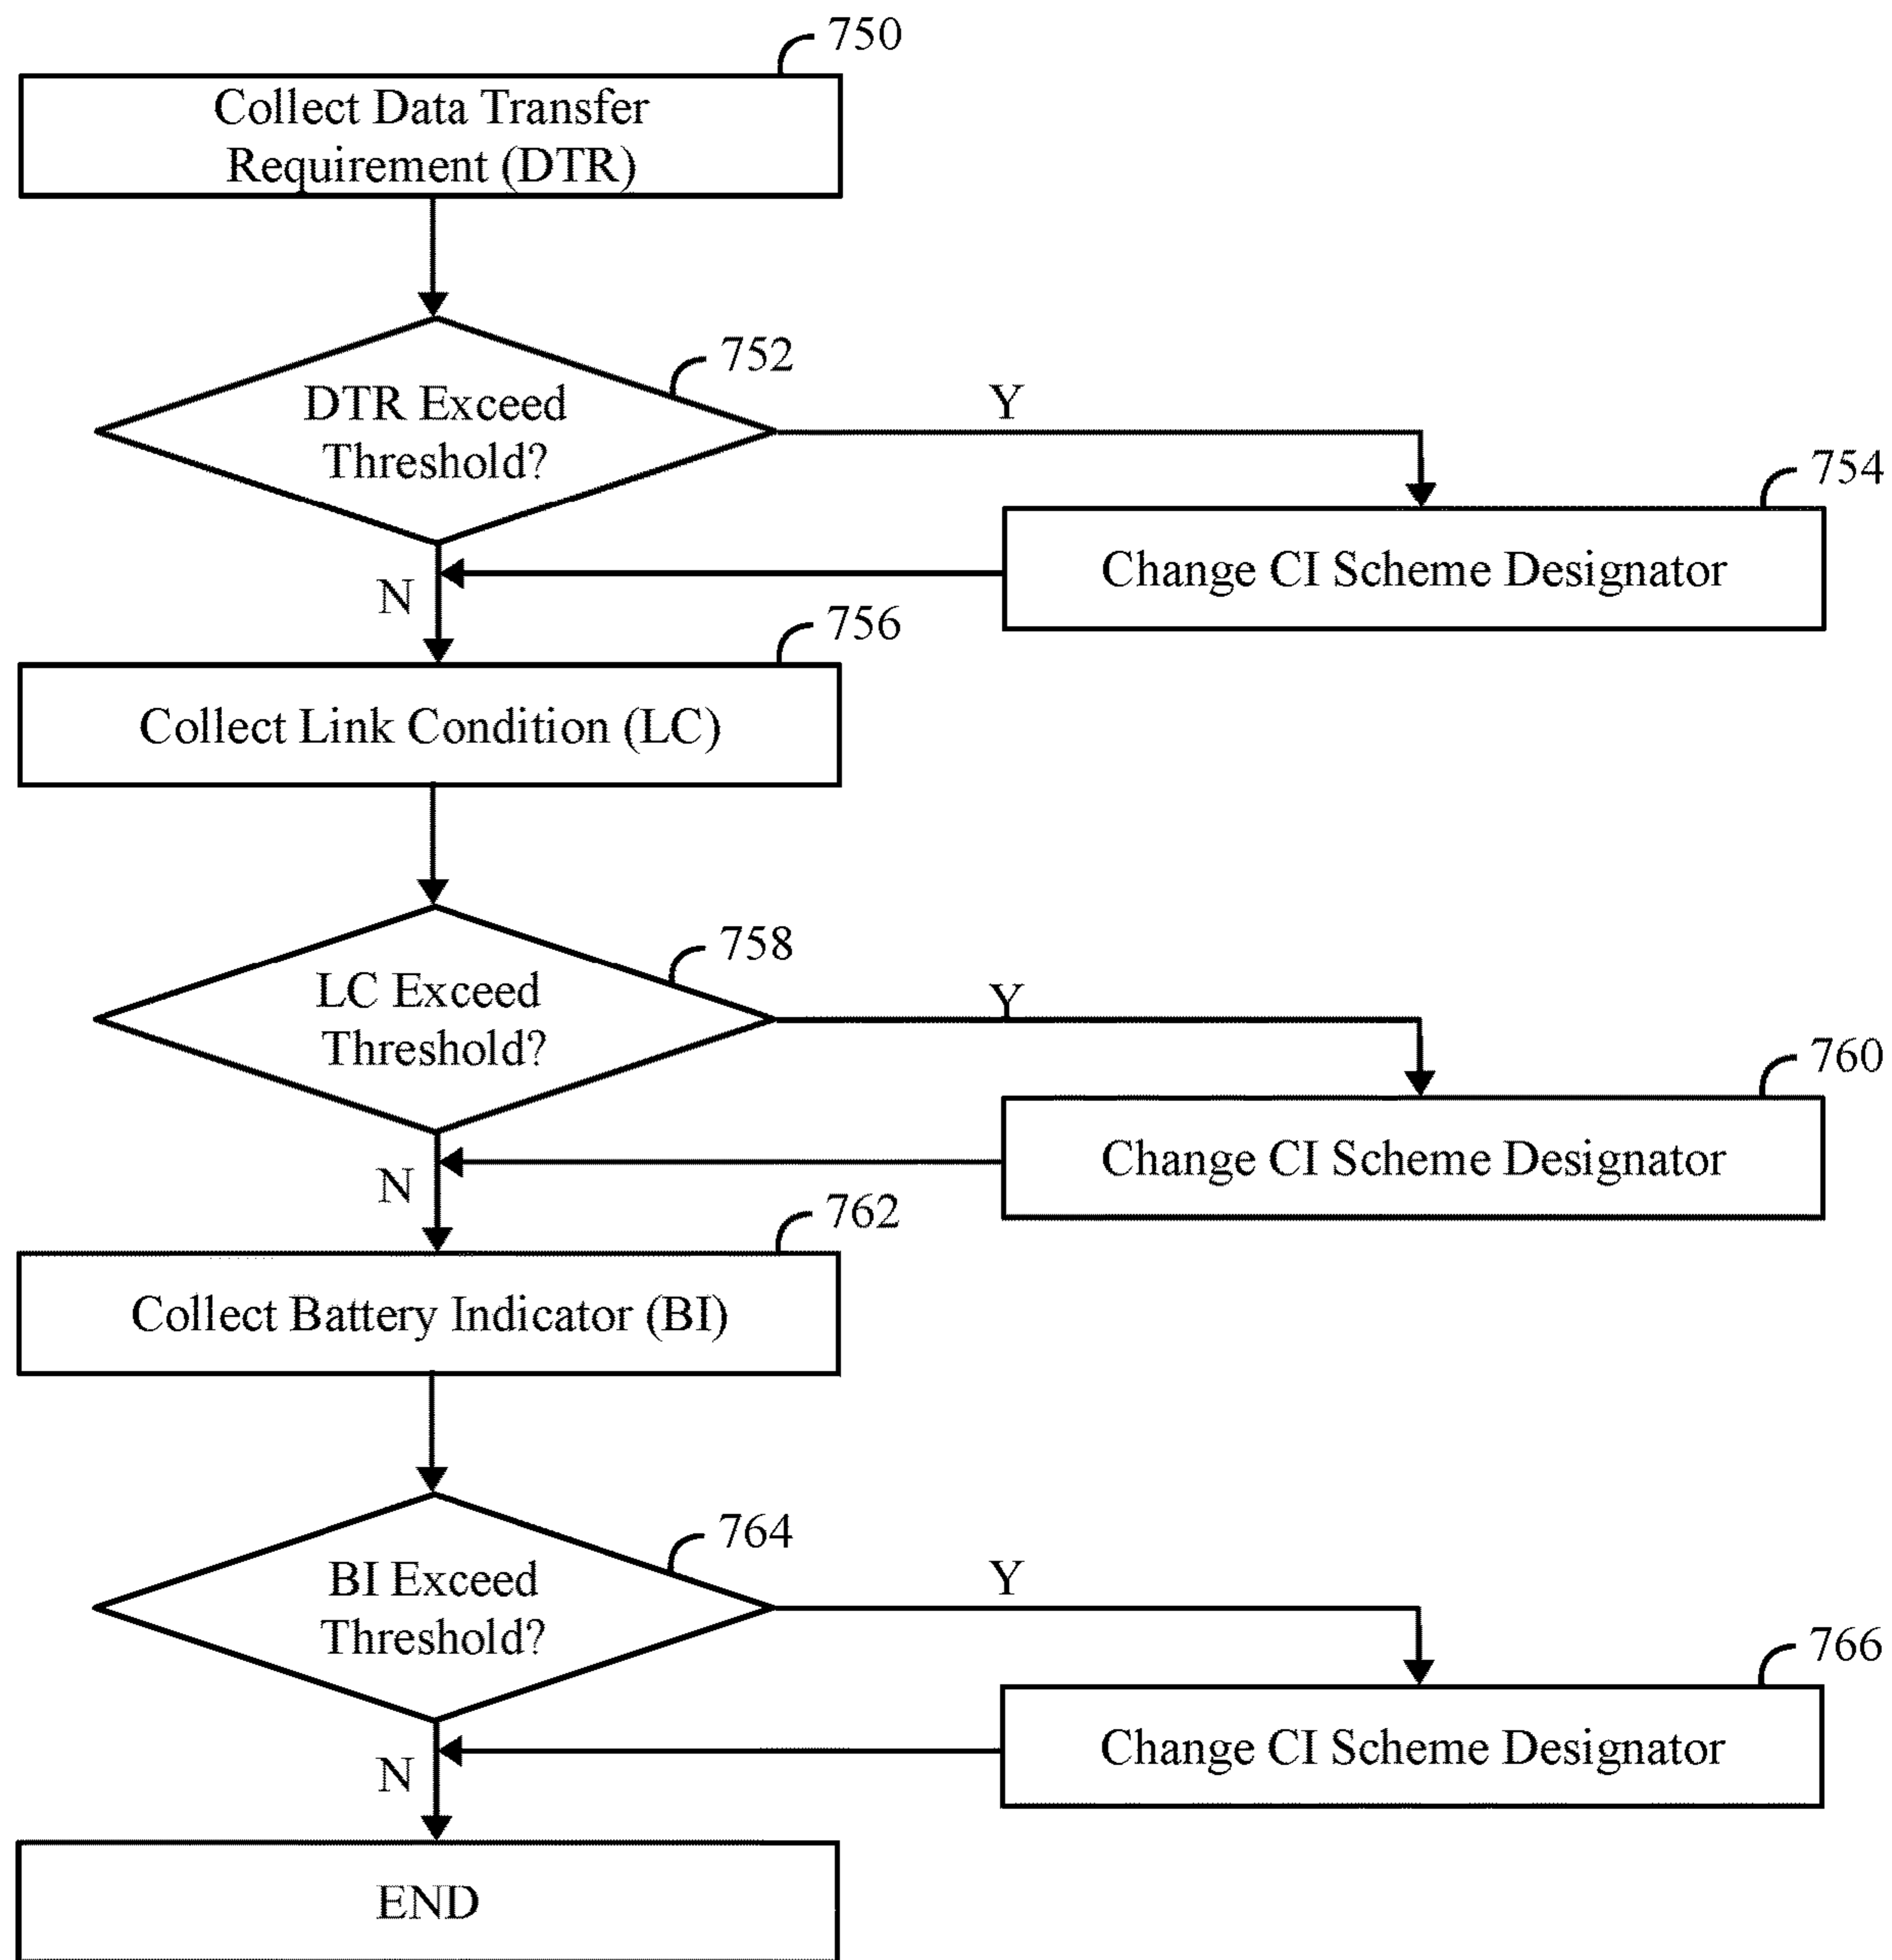 750
Collect Data Transfer
Requirement (DTR)
752
DTR Exceed
Threshold?
Y
754
Change CI Scheme Designator
N
756
Collect Link Condition (LC)
758
LC Exceed
Threshold?
Y
760
Change CI Scheme Designator
N
762
Collect Battery Indicator (BI)
764
BI Exceed
Threshold?
Y
766
Change CI Scheme Designator
N
END